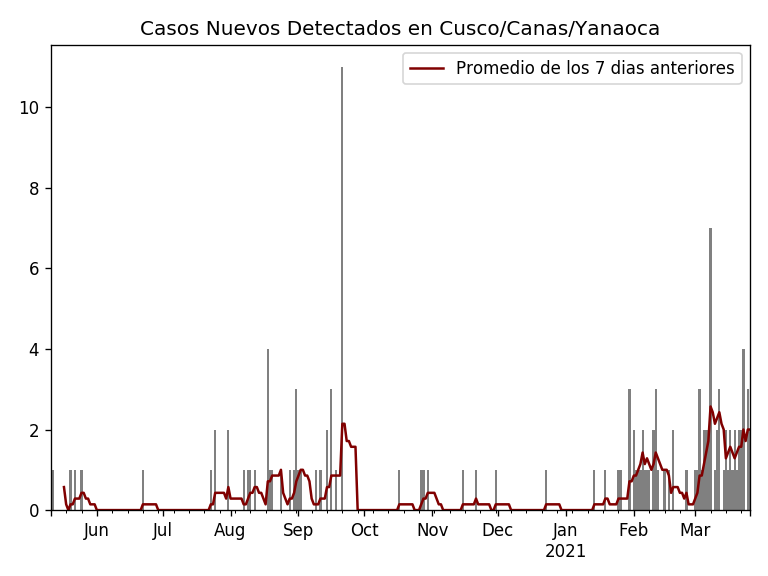 Casos Nuevos Detectados en Cusco/Canas/Yanaoca
Promedio de los 7 dias anteriores
10
8
6
4
2
0
Jun Jul Aug Sep Oct Nov Dec Jan Feb Mar
2021